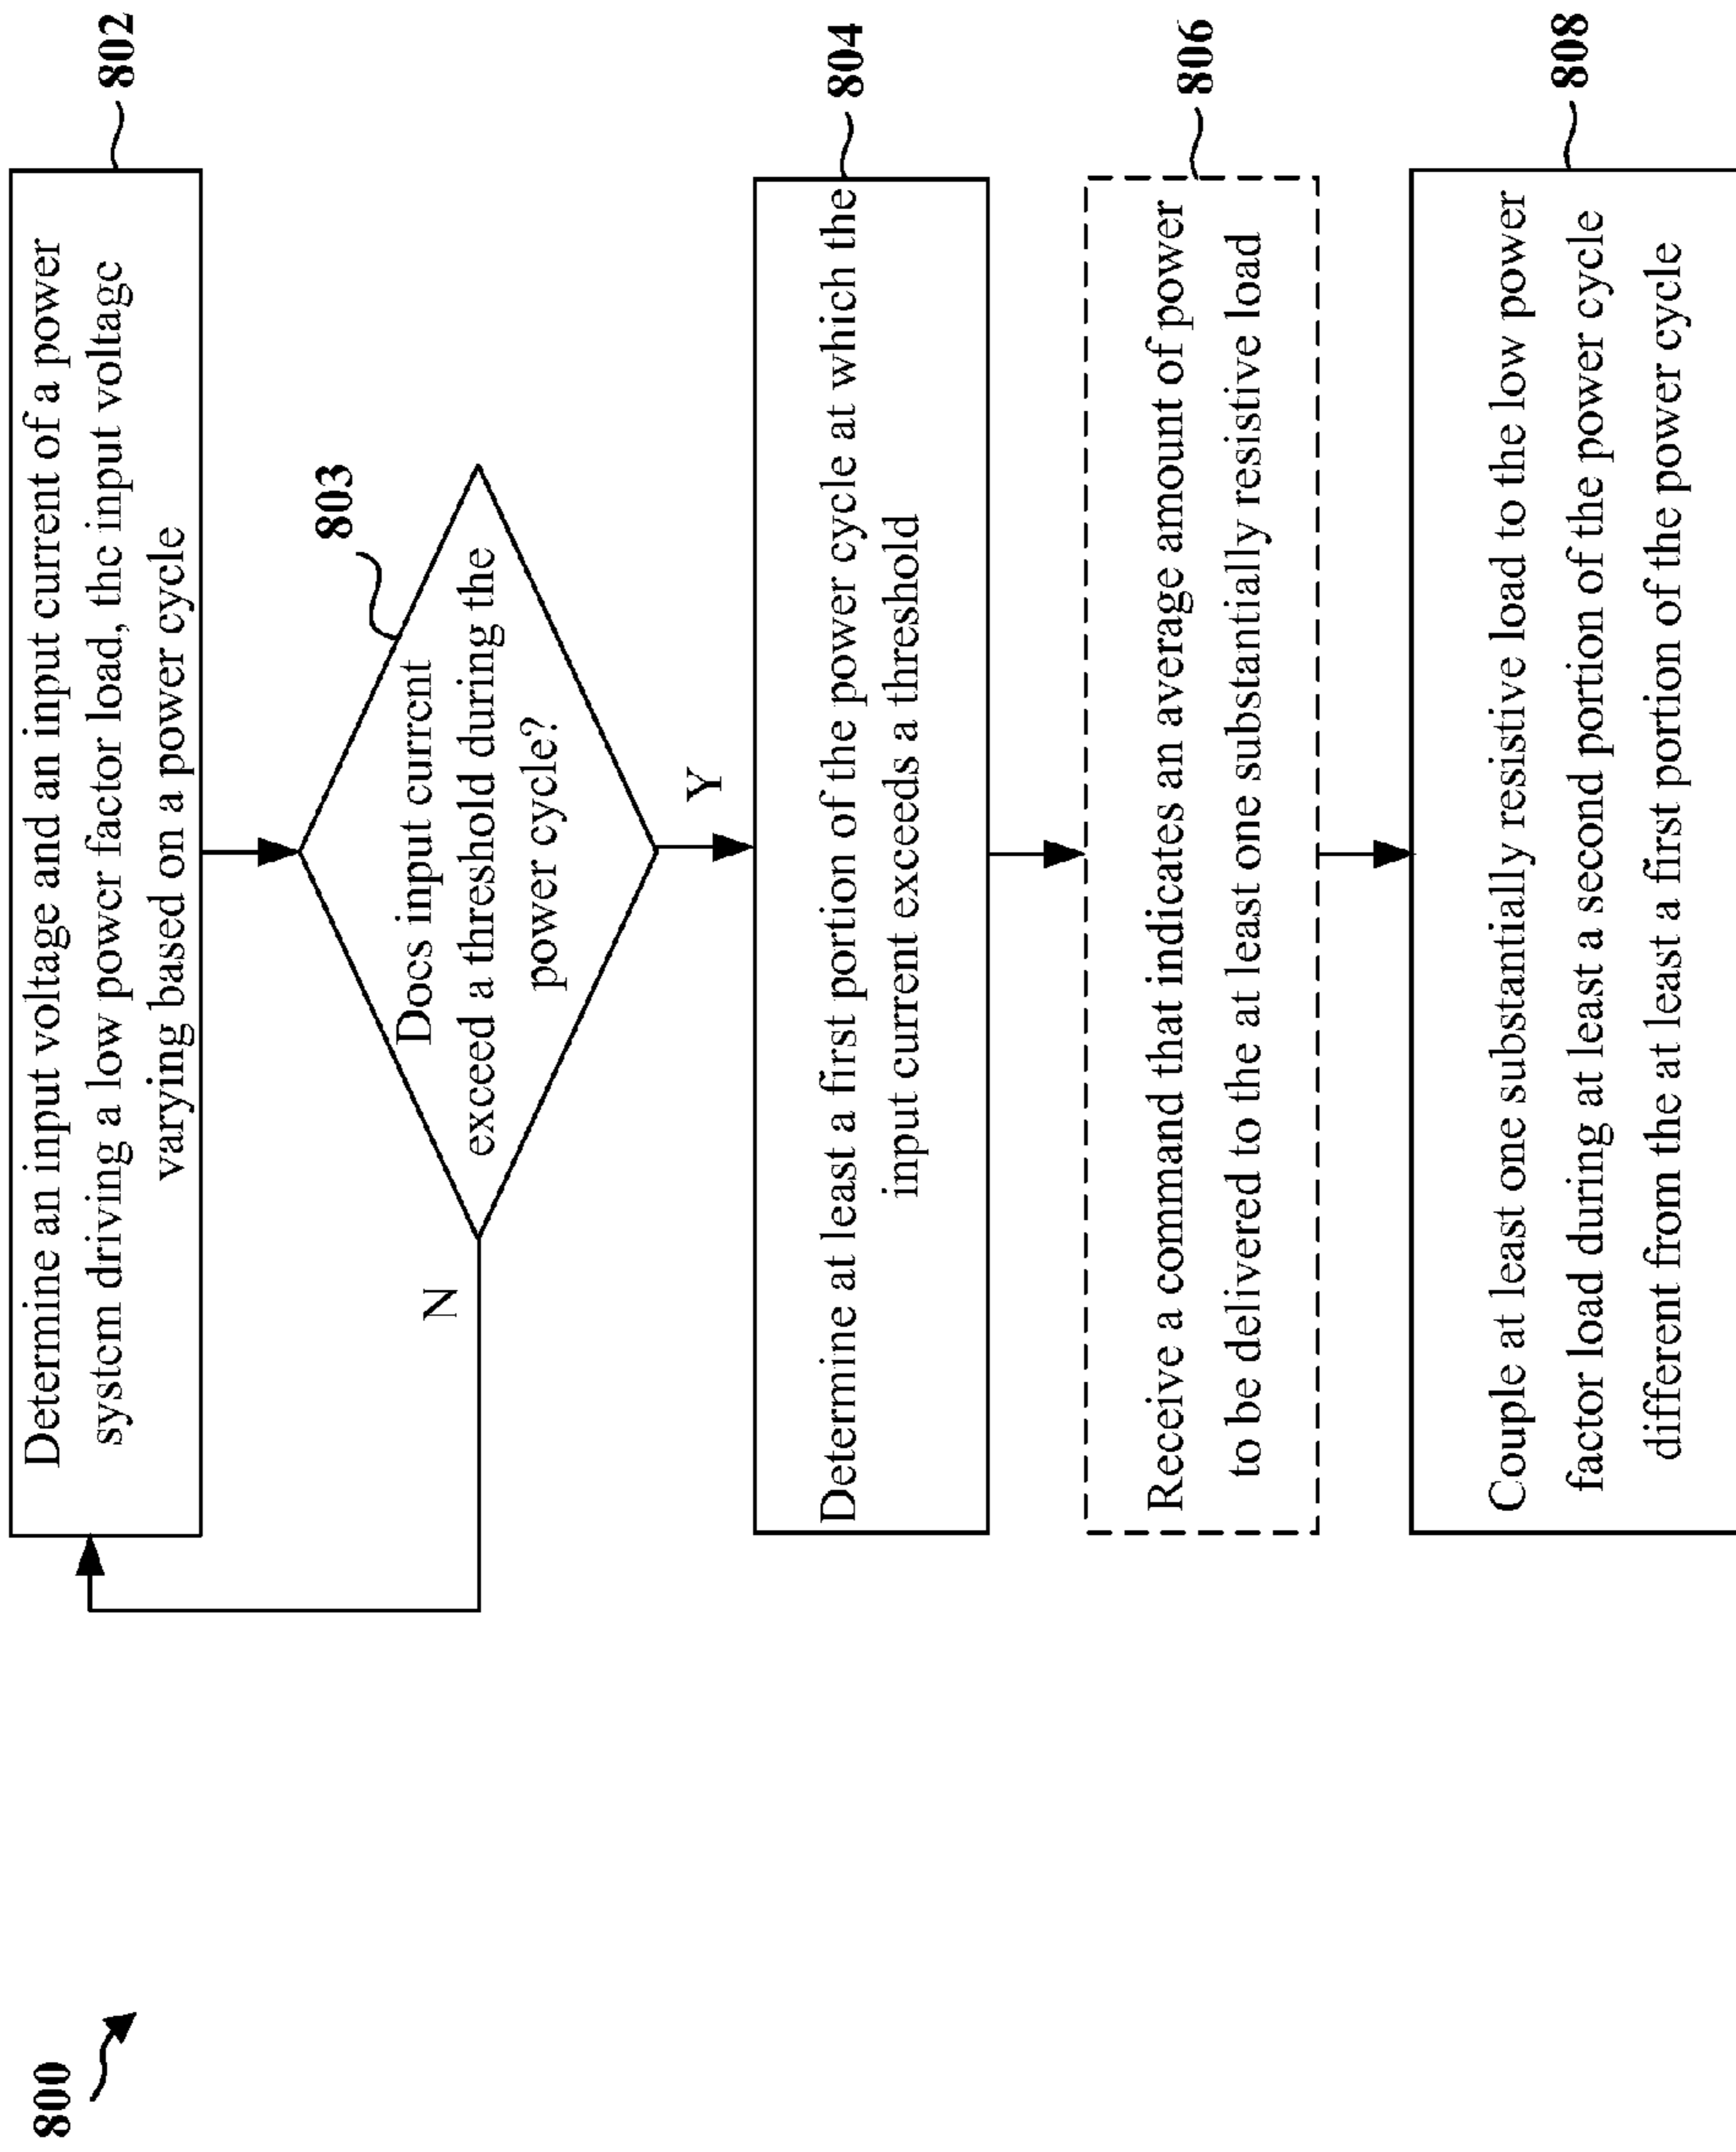 800
Determine an input voltage and an input current of a power
system driving a low power factor load, the input voltage
varying based on a power cycle
802
Does input current
exceed a threshold during the
power cycle?
803
N
Y
Determine at least a first portion of the power cycle at which the
input current exceeds a threshold
804
Receive a command that indicates an average amount of power
to be delivered to the at least one substantially resistive load
806
Couple at least one substantially resistive load to the low power
factor load during at least a second portion of the power cycle
different from the at least a first portion of the power cycle
808